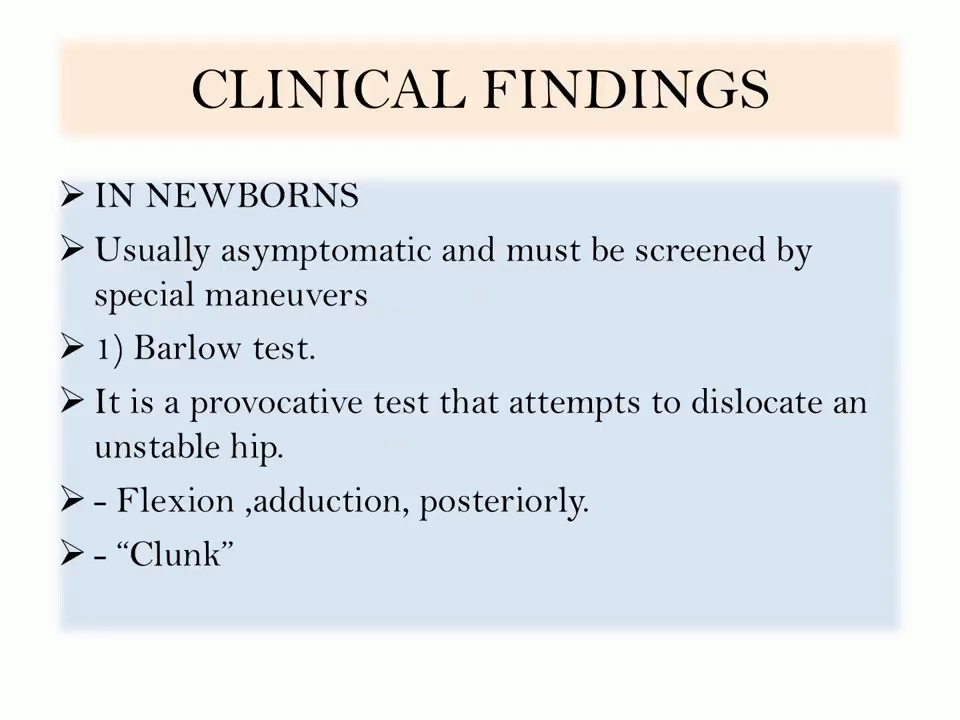 CLINICAL FINDINGS
➢ IN NEWBORNS
➢ Usually asymptomatic and must be screened by
special maneuvers
➢ 1) Barlow test.
➢ It is a provocative test that attempts to dislocate an
unstable hip.
➢ - Flexion ,adduction, posteriorly.
➢ - “Clunk”